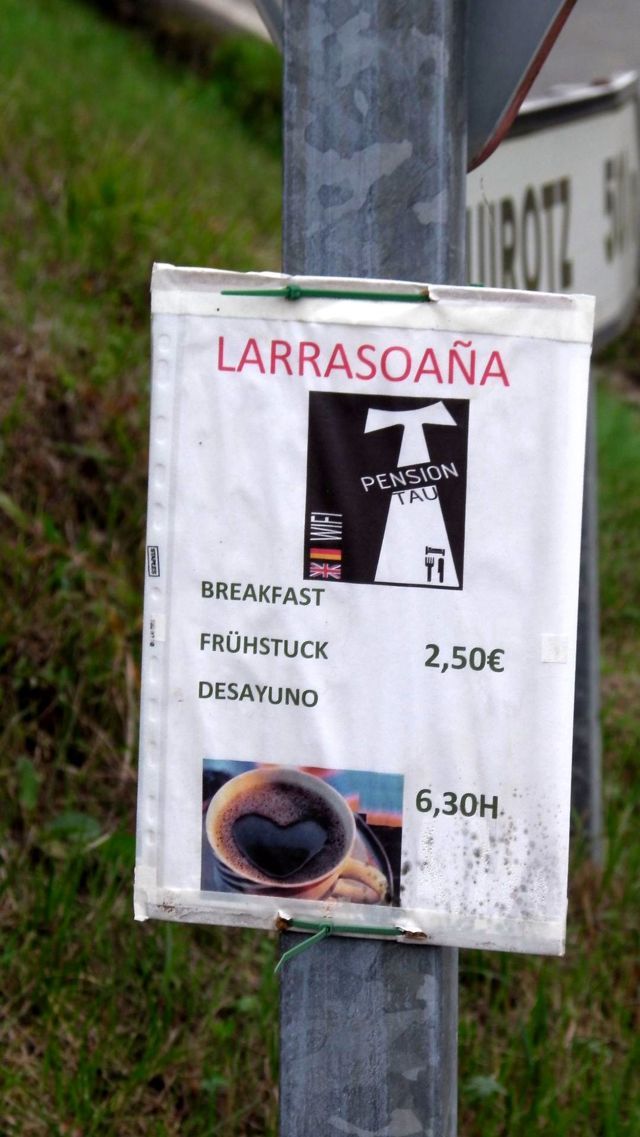 LARRASOAÑA
PENSION
TAU
WIFI
BREAKFAST
FRÜHSTUCK
2,50€
DESAYUNO
6,30H